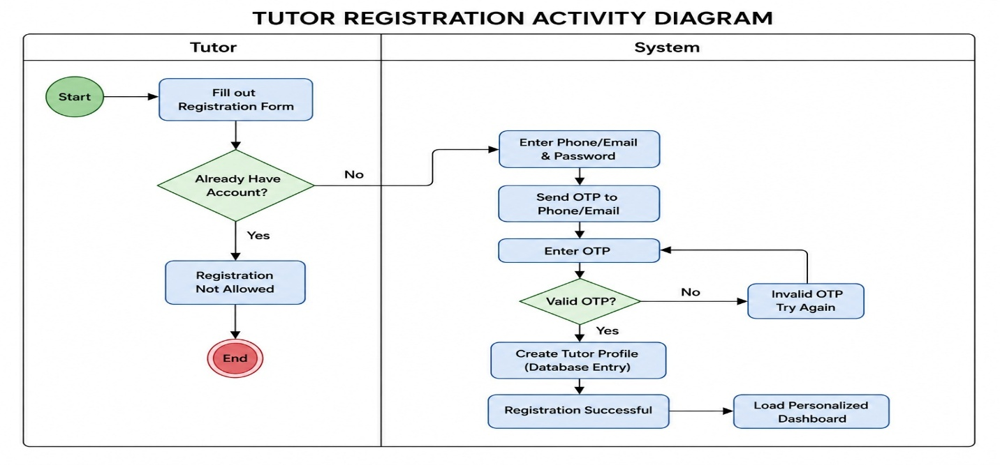 TUTOR REGISTRATION ACTIVITY DIAGRAM
Tutor
System
Start
Fill out
Registration Form
Already Have
Account?
No
Yes
Registration
Not Allowed
End
Enter Phone/Email
& Password
Send OTP to
Phone/Email
Enter OTP
Valid OTP?
No
Invalid OTP
Try Again
Yes
Create Tutor Profile
(Database Entry)
Registration Successful
Load Personalized
Dashboard